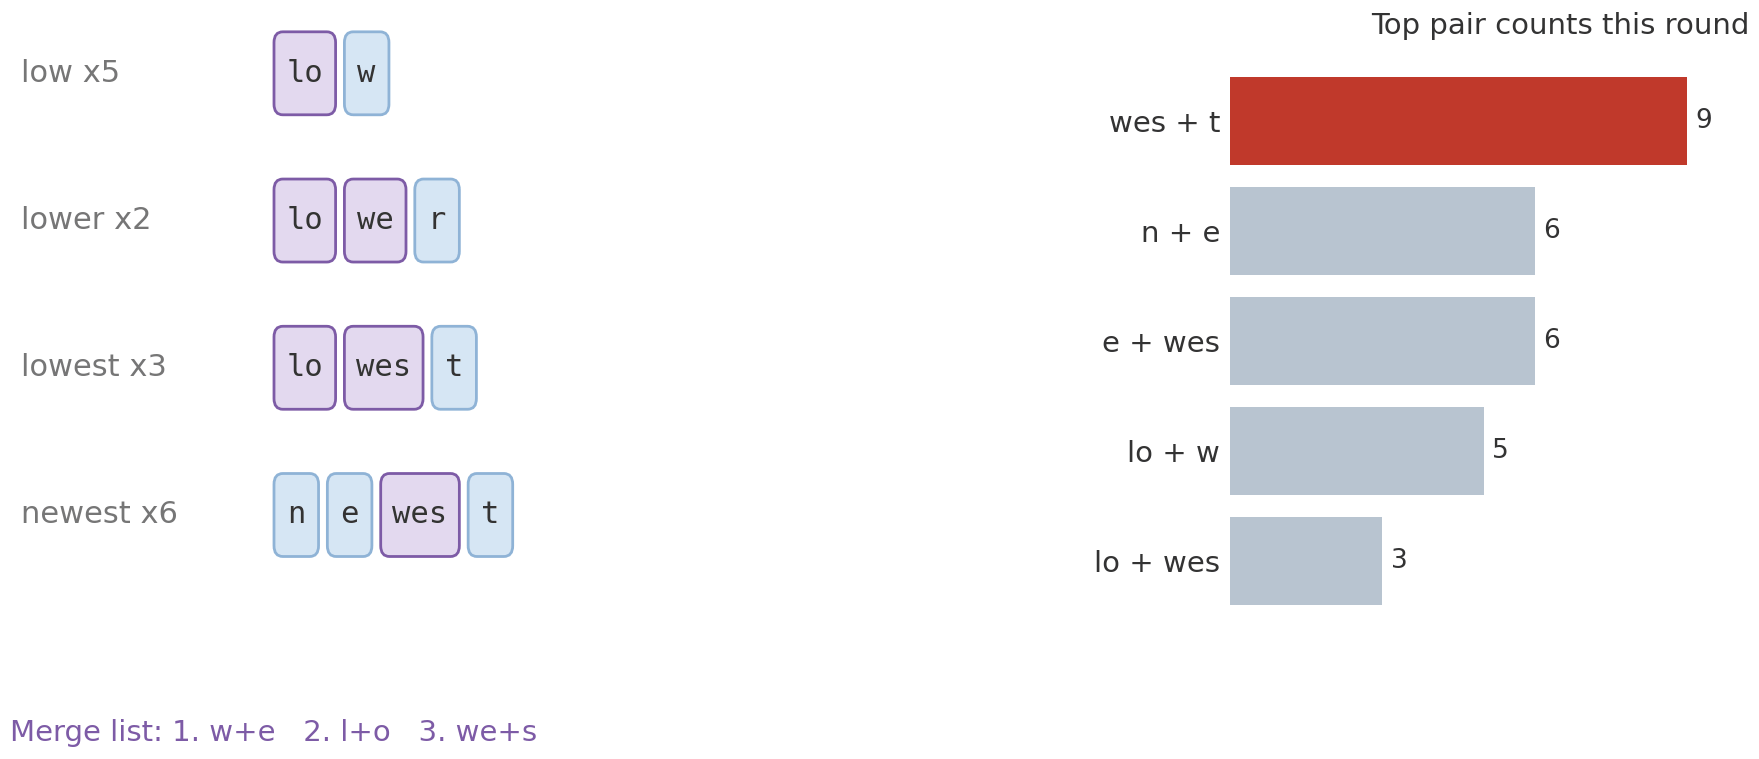 low x5
lo w
lower x2
lo we r
lowest x3
lo wes t
newest x6
n e wes t
Top pair counts this round
wes + t 9
n + e 6
e + wes 6
lo + w 5
lo + wes 3
Merge list: 1. w+e 2. l+o 3. we+s